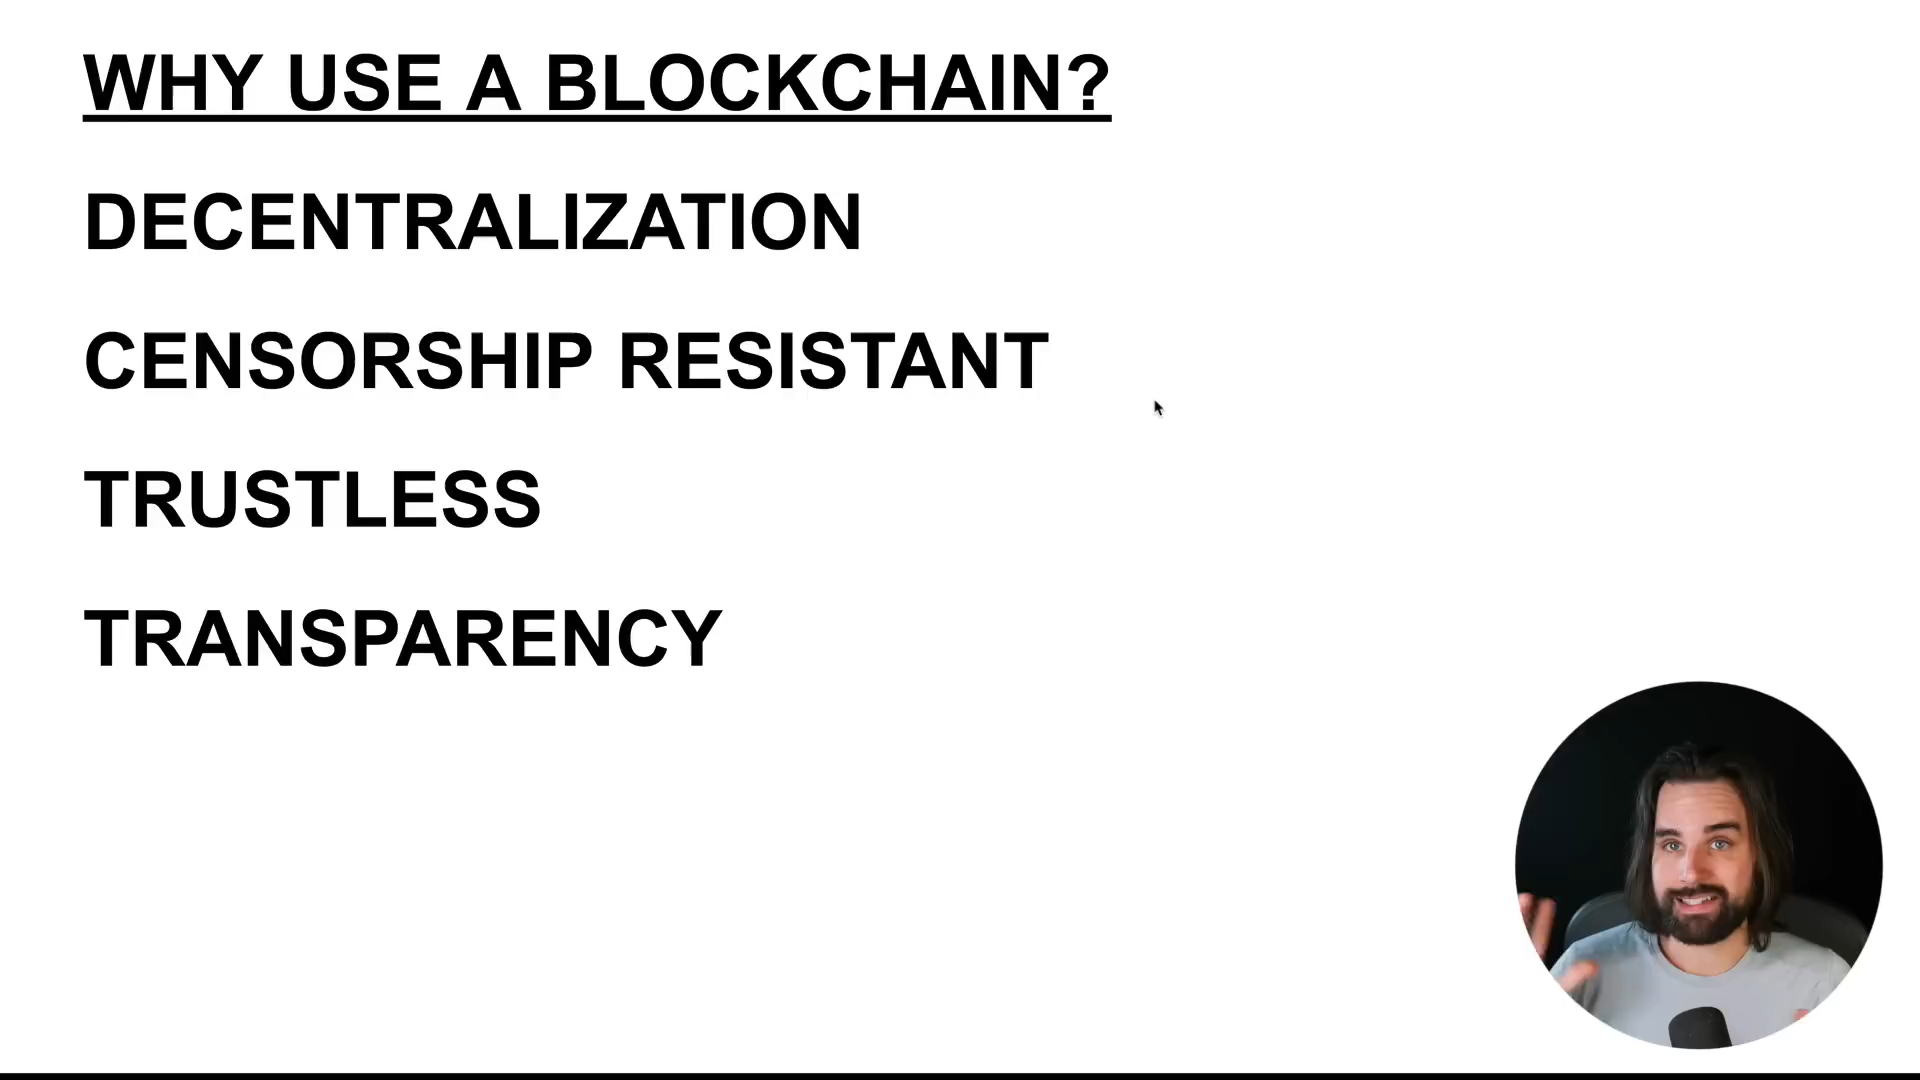 WHY USE A BLOCKCHAIN?
DECENTRALIZATION
CENSORSHIP RESISTANT
TRUSTLESS
TRANSPARENCY